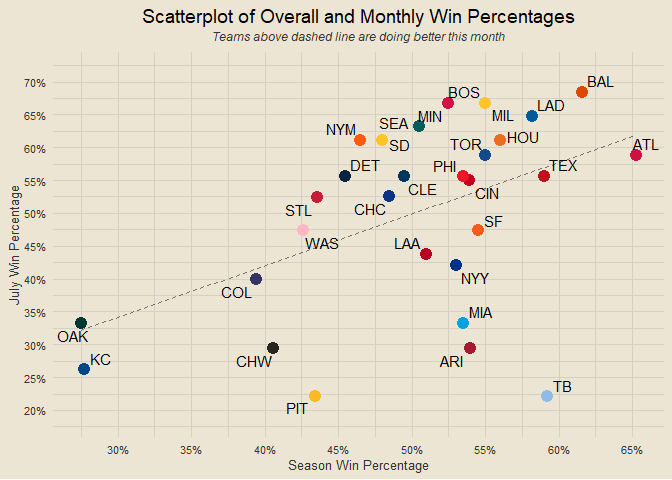 Scatterplot of Overall and Monthly Win Percentages
Teams above dashed line are doing better this month
July Win Percentage
70%
65%
60%
55%
50%
45%
40%
35%
30%
25%
20%
BAL
BOS
LAD
MIL
MIN
SEA
NYM
SD
HOU
TOR
ATL
DET
PHI
TEX
CLE
CIN
STL
CHC
SF
WAS
LAA
NYY
COL
MIA
OAK
KC
CHW
ARI
TB
PIT
30%
35%
40%
45%
50%
55%
60%
65%
Season Win Percentage